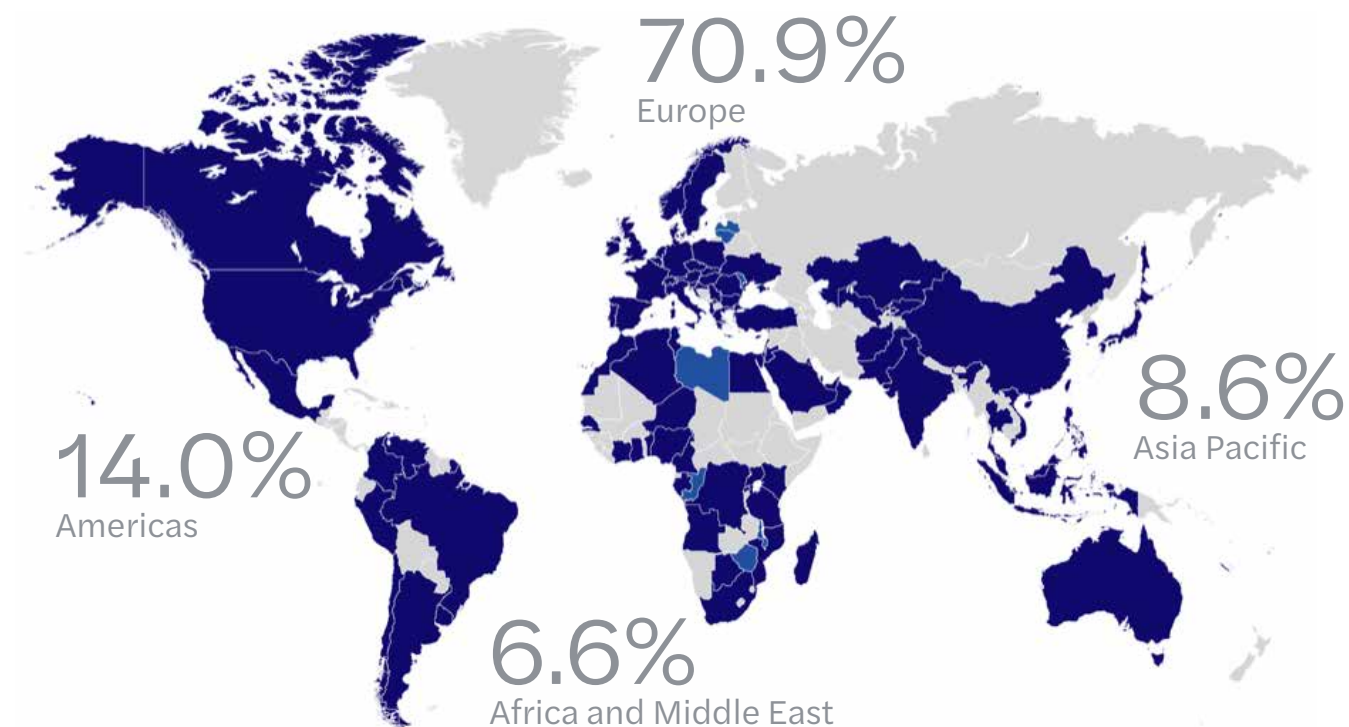 70.9%
Europe
8.6%
Asia Pacific
14.0%
Americas
6.6%
Africa and Middle East